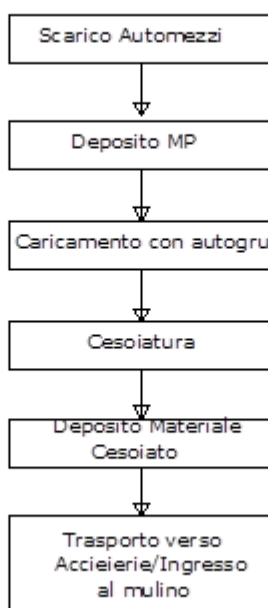 Scarico Automezzi
Deposito MP
Caricamento con autogru
Cesoiatura
Deposito Materiale
Cesoiato
Trasporto verso
Accieierie/Ingresso
al mulino